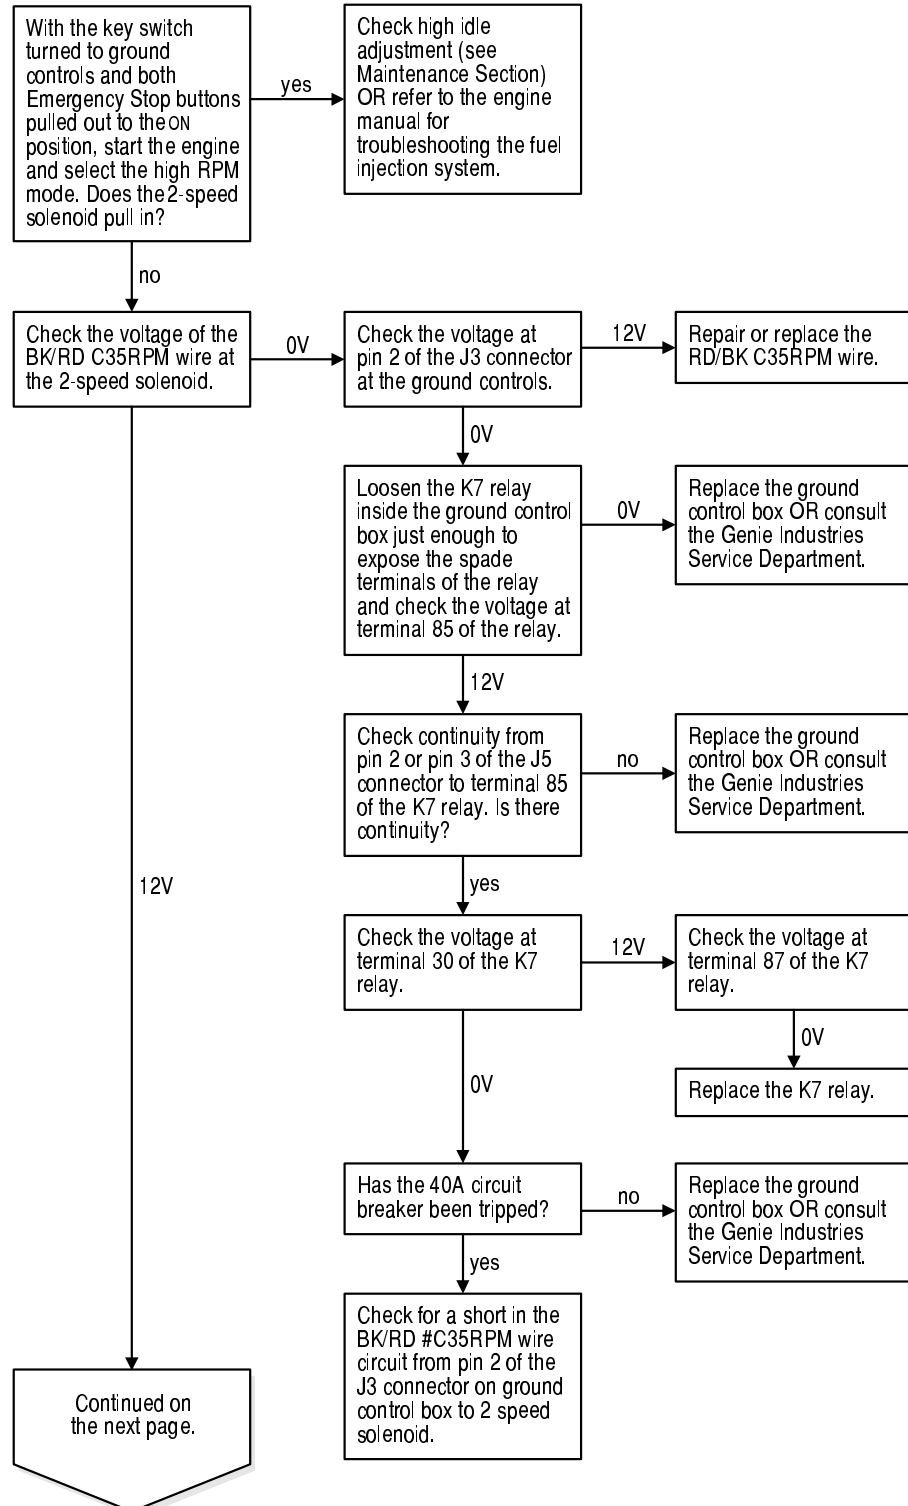 With the key switch
turned to ground
controls and both
Emergency Stop buttons
pulled out to the ON
position, start the engine
and select the high RPM
mode. Does the 2-speed
solenoid pull in?
yes
Check high idle
adjustment (see
Maintenance Section)
OR refer to the engine
manual for
troubleshooting the fuel
injection system.
no
Check the voltage of the
BK/RD C35RPM wire at
the 2-speed solenoid.
0V
Check the voltage at
pin 2 of the J3 connector
at the ground controls.
12V
Repair or replace the
RD/BK C35RPM wire.
0V
Loosen the K7 relay
inside the ground control
box just enough to
expose the spade
terminals of the relay
and check the voltage at
terminal 85 of the relay.
0V
Replace the ground
control box OR consult
the Genie Industries
Service Department.
12V
Check continuity from
pin 2 or pin 3 of the J5
connector to terminal 85
of the K7 relay. Is there
continuity?
no
Replace the ground
control box OR consult
the Genie Industries
Service Department.
12V
yes
Check the voltage at
terminal 30 of the K7
relay.
12V
Check the voltage at
terminal 87 of the K7
relay.
0V
Replace the K7 relay.
0V
Has the 40A circuit
breaker been tripped?
no
Replace the ground
control box OR consult
the Genie Industries
Service Department.
yes
Check for a short in the
BK/RD #C35RPM wire
circuit from pin 2 of the
J3 connector on ground
control box to 2 speed
solenoid.
Continued on
the next page.